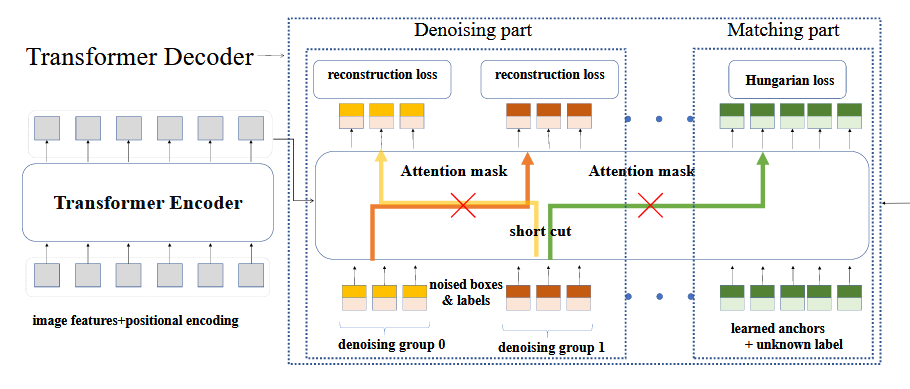 Denoising part
Matching part
Transformer Decoder
reconstruction loss
reconstruction loss
Hungarian loss
Attention mask
Attention mask
Transformer Encoder
short cut
noised boxes
& labels
image features+positional encoding
denoising group 0
denoising group 1
learned anchors
+ unknown label